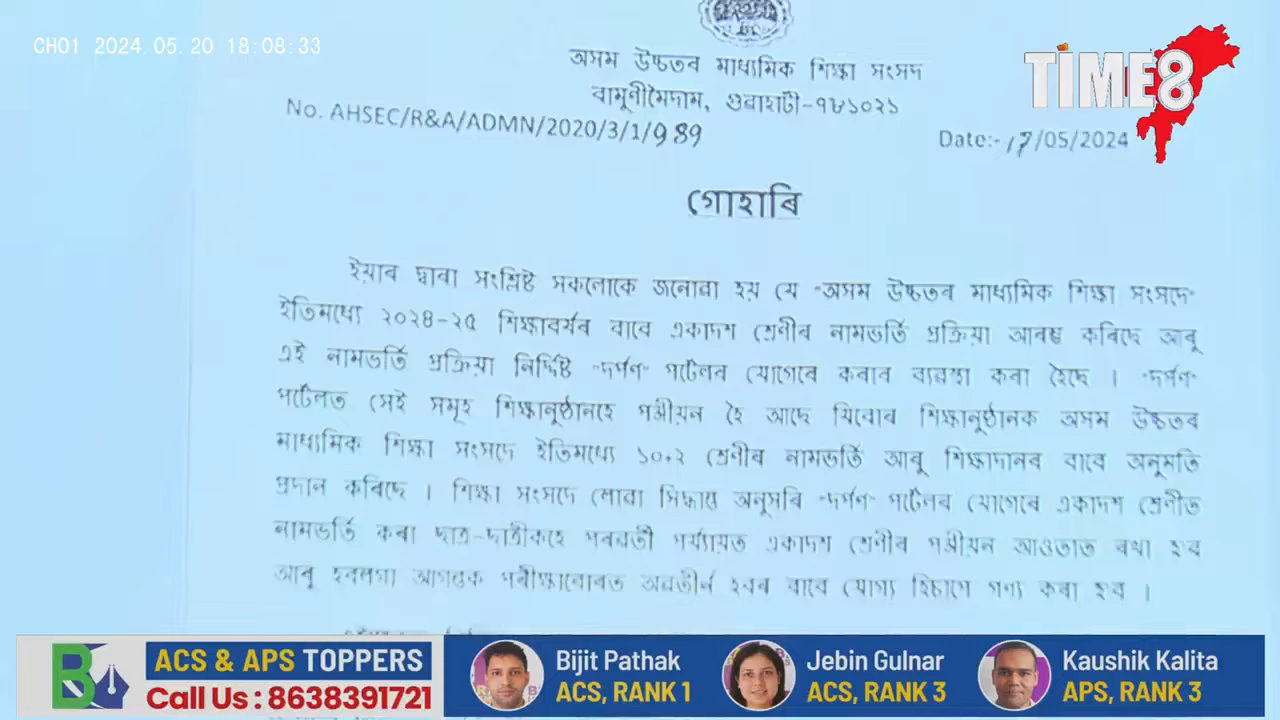 CH01 2024.05.20 18:08:33
TIME8
অসম উচ্চতৰ মাধ্যমিক শিক্ষা সংসদ
বামুণীমৈদাম, গুৱাহাটী-৭৮১০২১
No. AHSEC/R&A/ADMN/2020/3/1/989
Date:- 17/05/2024
গোহাৰি
ইয়াৰ দ্বাৰা সংশ্লিষ্ট সকলোকে জনোৱা হয় যে "অসম উচ্চতৰ মাধ্যমিক শিক্ষা সংসদে"
ইতিমধ্যে ২০২৪-২৫ শিক্ষাবৰ্ষৰ বাবে একাদশ শ্ৰেণীৰ নামভৰ্তি প্ৰক্ৰিয়া আৰম্ভ কৰিছে আৰু
এই নামভৰ্তি প্ৰক্ৰিয়া নিৰ্দ্দিষ্ট "দৰ্পণ" পৰ্টেলৰ যোগেৰে কৰাৰ ব্যৱস্থা কৰা হৈছে । "দৰ্পণ"
পৰ্টেলত সেই সমূহ শিক্ষানুষ্ঠানহে পঞ্জীয়ন হৈ আছে যিবোৰ শিক্ষানুষ্ঠানক অসম উচ্চতৰ
মাধ্যমিক শিক্ষা সংসদে ইতিমধ্যে ১০+২ শ্ৰেণীৰ নামভৰ্তি আৰু শিক্ষাদানৰ বাবে অনুমতি
প্ৰদান কৰিছে । শিক্ষা সংসদে লোৱা সিদ্ধান্ত অনুসৰি "দৰ্পণ" পৰ্টেলৰ যোগেৰে একাদশ শ্ৰেণীত
নামভৰ্তি কৰা ছাত্ৰ-ছাত্ৰীকহে পৰৱৰ্তী পৰ্য্যায়ত একাদশ শ্ৰেণীৰ পঞ্জীয়ন আওতাত ৰখা হ'ব
আৰু হবলগা আগন্তুক পৰীক্ষাবোৰত অৱতীৰ্ন হবৰ বাবে যোগ্য হিচাপে গণ্য কৰা হ'ব ।
B
ACS & APS TOPPERS
Call Us : 8638391721
Bijit Pathak
ACS, RANK 1
Jebin Gulnar
ACS, RANK 3
Kaushik Kalita
APS, RANK 3